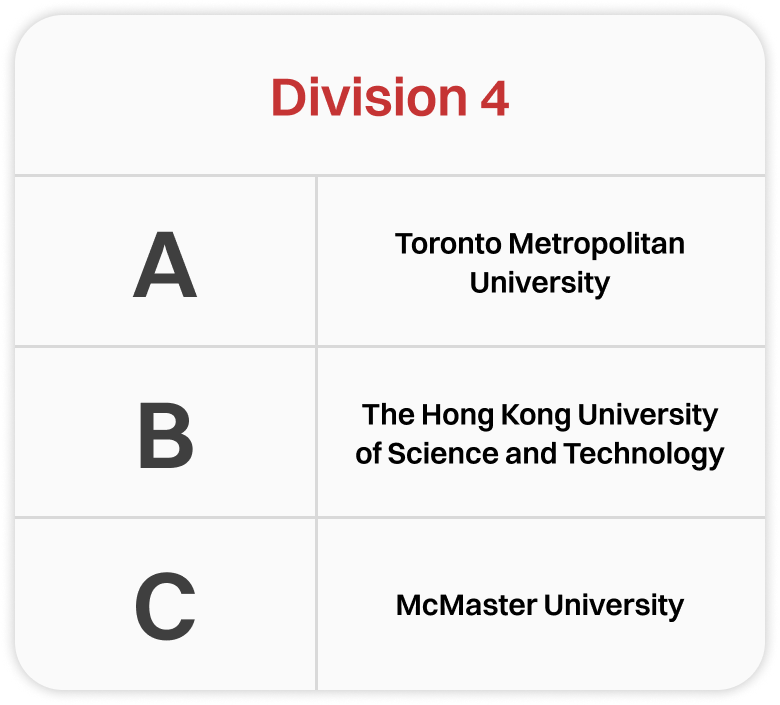 Division 4
A
Toronto Metropolitan
University
B
The Hong Kong University
of Science and Technology
C
McMaster University